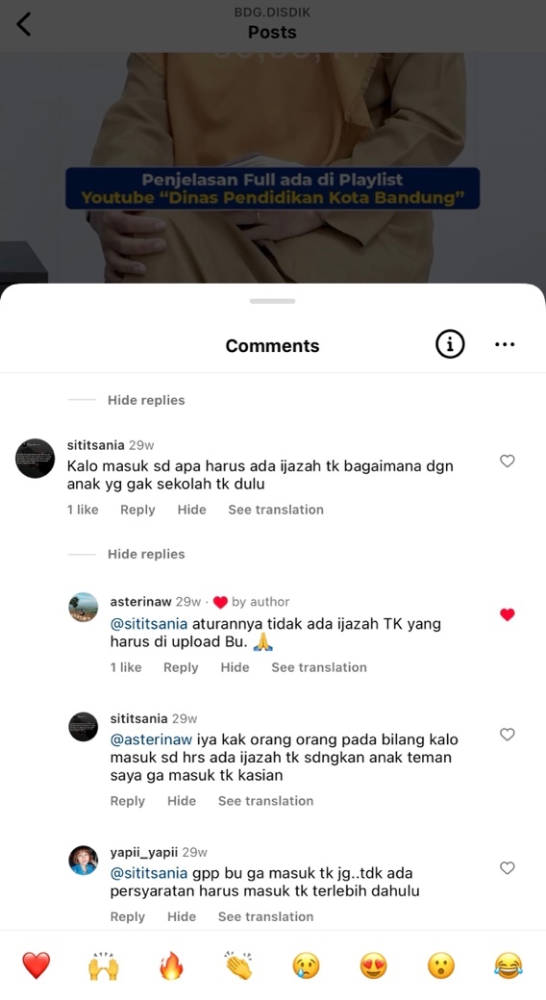 BDG.DISDIK
Posts
Penjelasan Full ada di Playlist
Youtube “Dinas Pendidikan Kota Bandung”
Comments
Hide replies
sititsania 29w
Kalo masuk sd apa harus ada ijazah tk bagaimana dgn
anak yg gak sekolah tk dulu
1 like Reply Hide See translation
Hide replies
asterinaw 29w · ❤️ by author
@sititsania aturannya tidak ada ijazah TK yang
harus di upload Bu. 🙏
1 like Reply Hide See translation
sititsania 29w
@asterinaw iya kak orang orang pada bilang kalo
masuk sd hrs ada ijazah tk sdngkan anak teman
saya ga masuk tk kasian
Reply Hide See translation
yapii_yapii 29w
@sititsania gpp bu ga masuk tk jg..tdk ada
persyaratan harus masuk tk terlebih dahulu
Reply Hide See translation